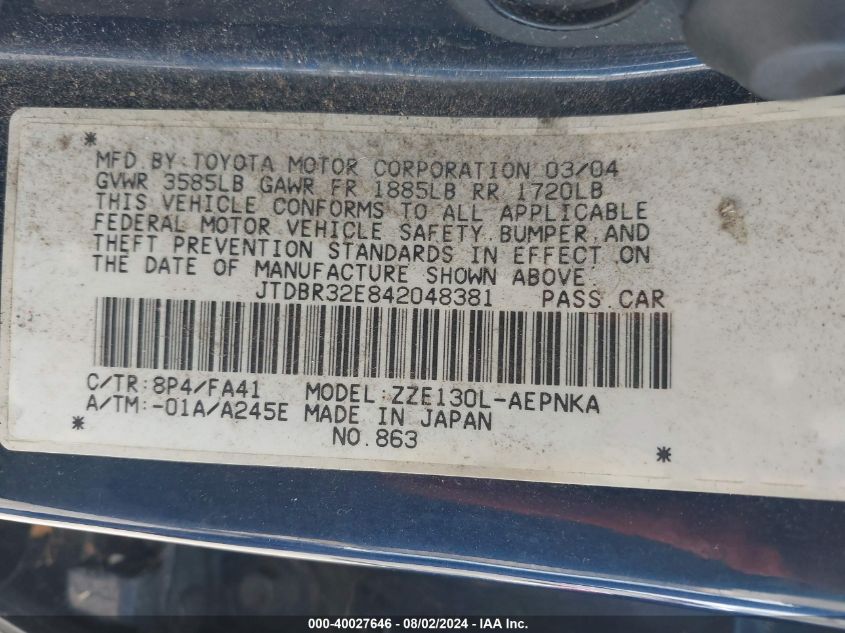 MFD BY: TOYOTA MOTOR CORPORATION 03/04
GVWR 3585LB GAWR FR 1885LB RR 1720LB
THIS VEHICLE CONFORMS TO ALL APPLICABLE
FEDERAL MOTOR VEHICLE SAFETY, BUMPER AND
THEFT PREVENTION STANDARDS IN EFFECT ON
THE DATE OF MANUFACTURE SHOWN ABOVE.
JTDBR32E842048381 PASS.CAR
C/TR:8P4/FA41 MODEL:ZZE130L-AEPNKA
A/TM:-01A/A245E MADE IN JAPAN
NO.863
000-40027646 - 08/02/2024 - IAA, Inc.